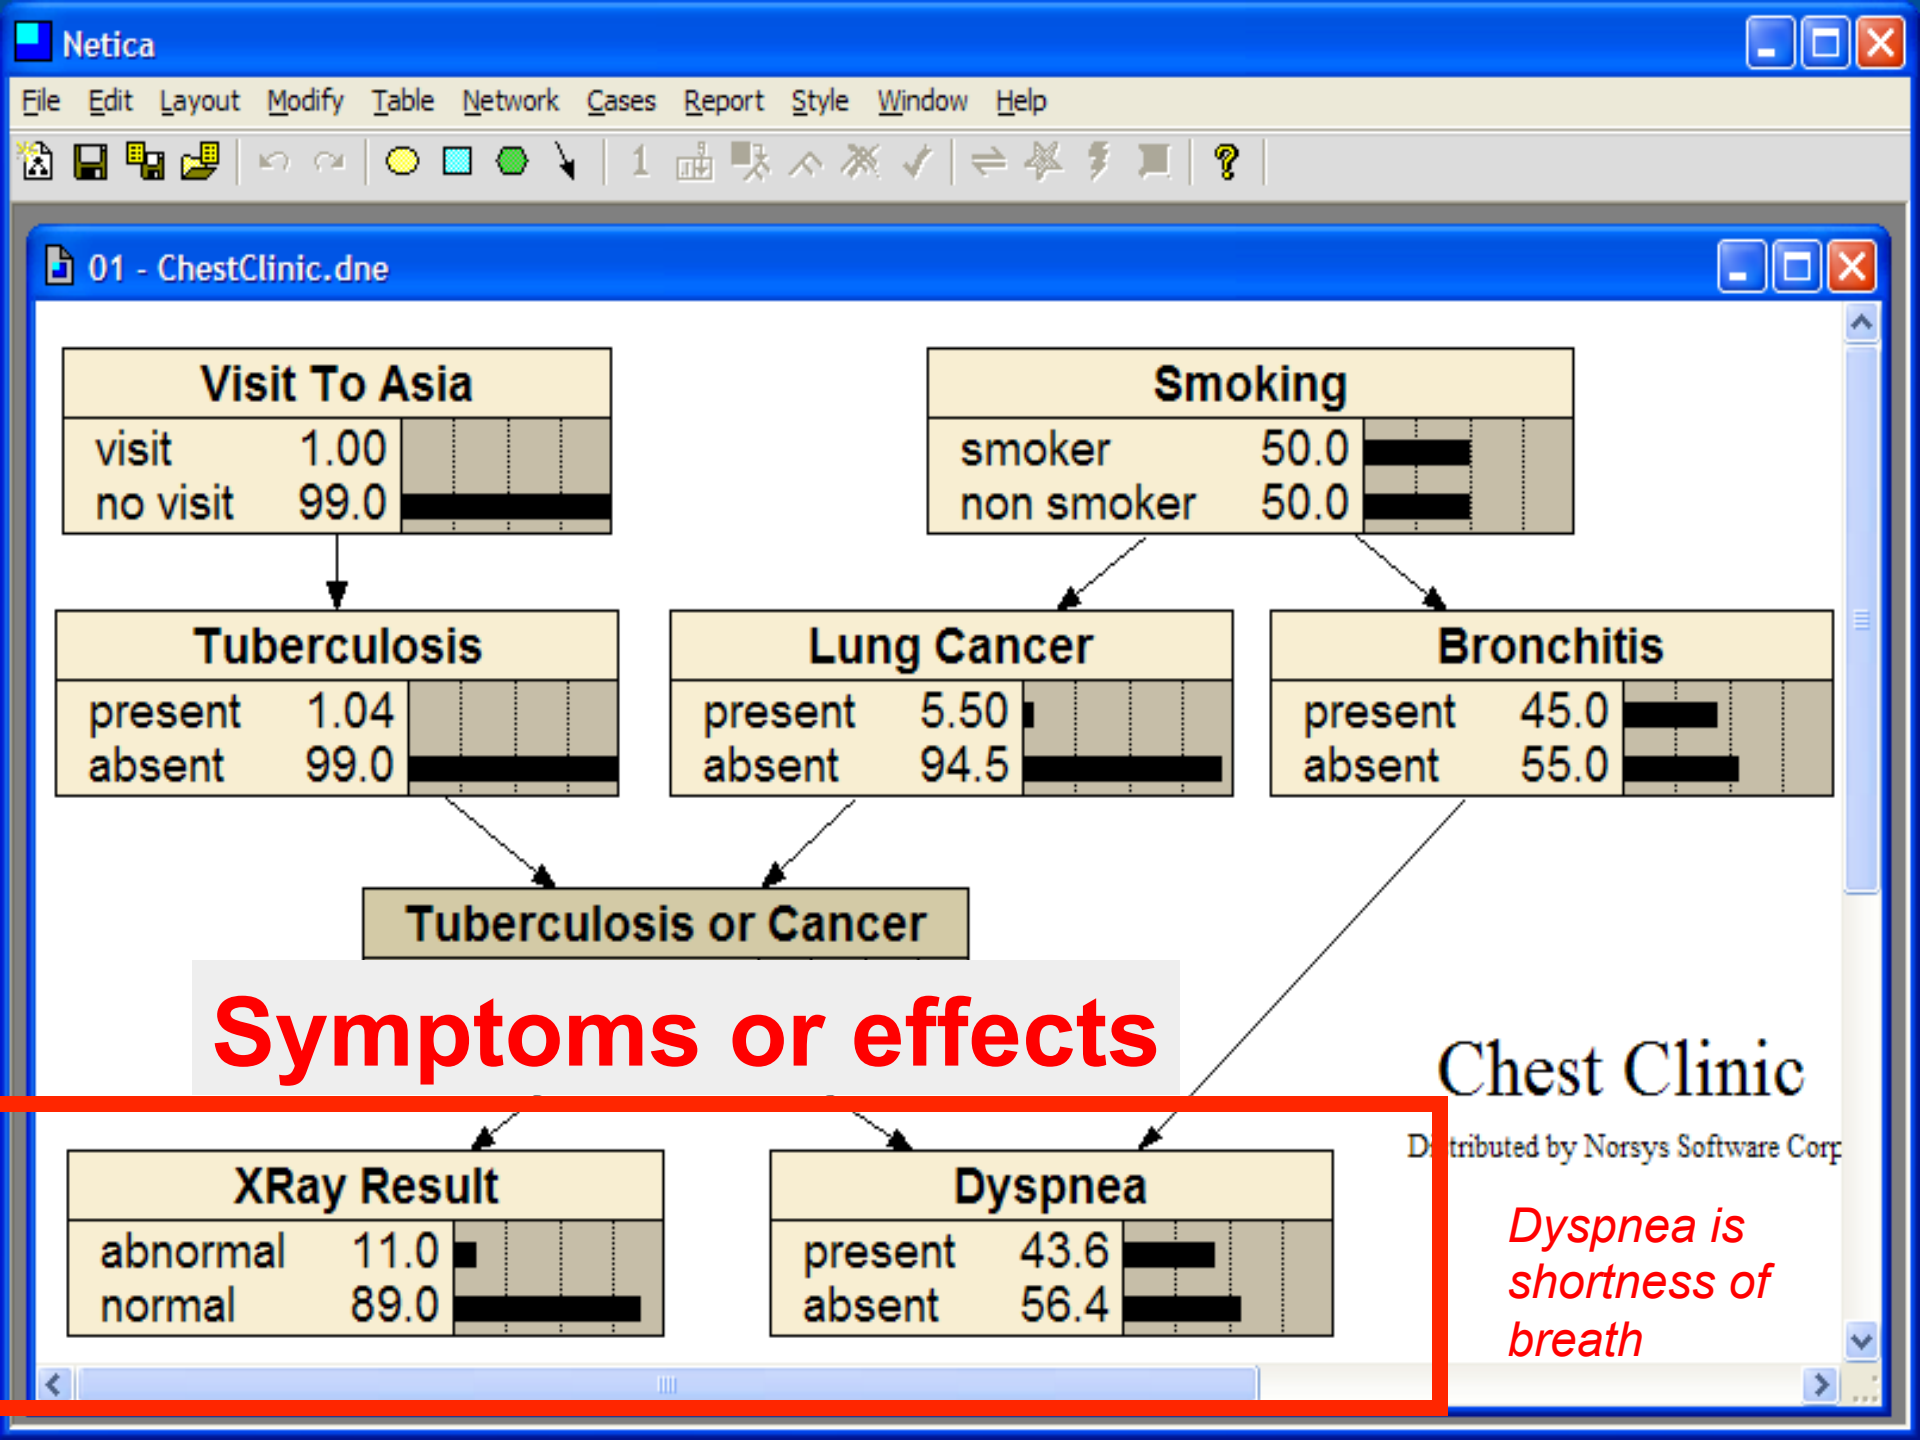 Netica
File Edit Layout Modify Table Network Cases Report Style Window Help
1 ?
01 - ChestClinic.dne
Visit To Asia
visit 1.00
no visit 99.0
Smoking
smoker 50.0
non smoker 50.0
Tuberculosis
present 1.04
absent 99.0
Lung Cancer
present 5.50
absent 94.5
Bronchitis
present 45.0
absent 55.0
Tuberculosis or Cancer
Symptoms or effects
Chest Clinic
by Norsys Software Corp
XRay Result
abnormal 11.0
normal 89.0
Dyspnea
present 43.6
absent 56.4
Dyspnea is
shortness of
breath